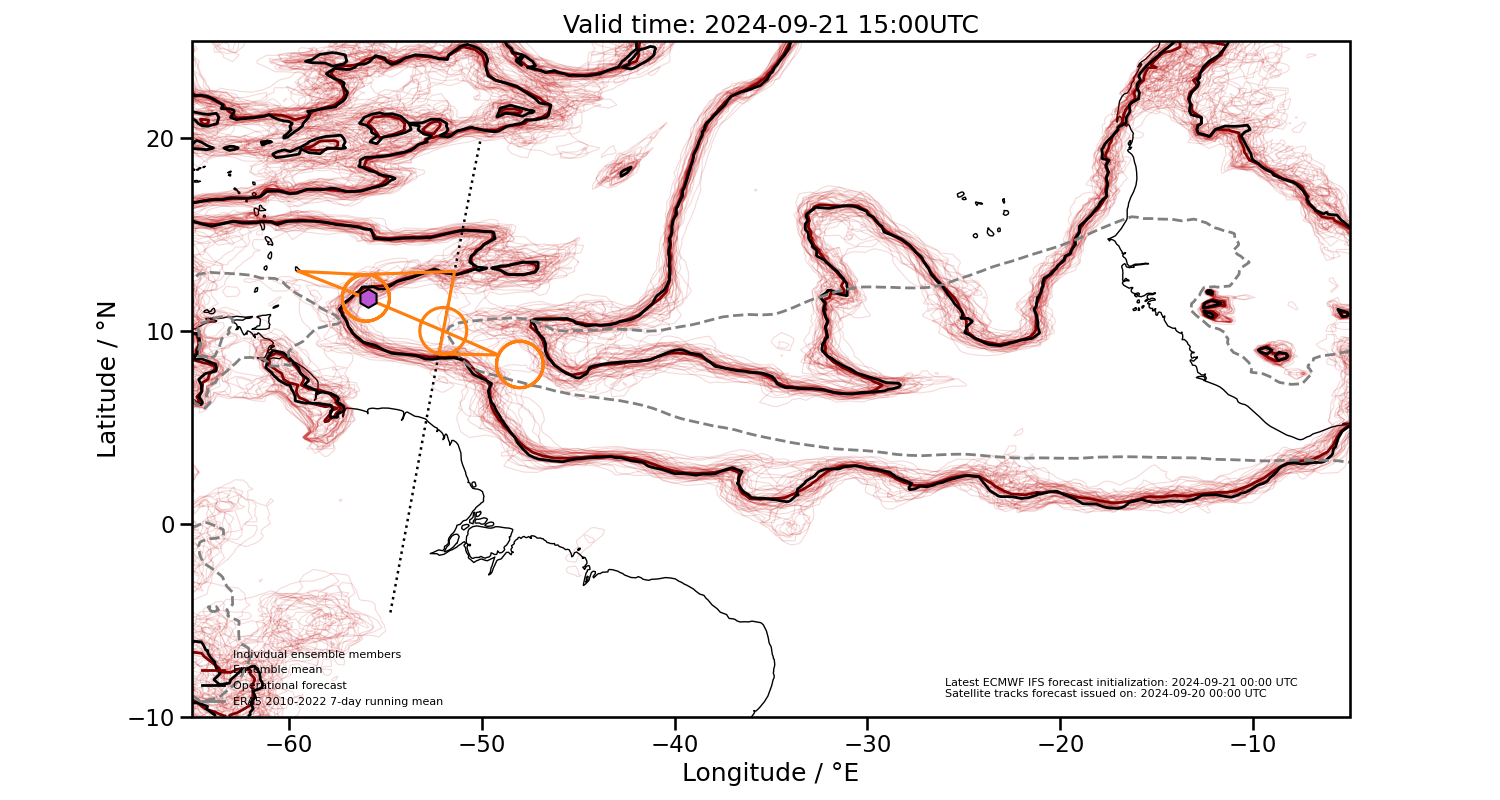 Valid time: 2024-09-21 15:00UTC
Latitude / °N
20
10
0
−10
Individual ensemble members
Ensemble mean
Operational forecast
ERA5 2010-2022 7-day running mean
Latest ECMWF IFS forecast initialization: 2024-09-21 00:00 UTC
Satellite tracks forecast issued on: 2024-09-20 00:00 UTC
−60
−50
−40
−30
−20
−10
Longitude / °E